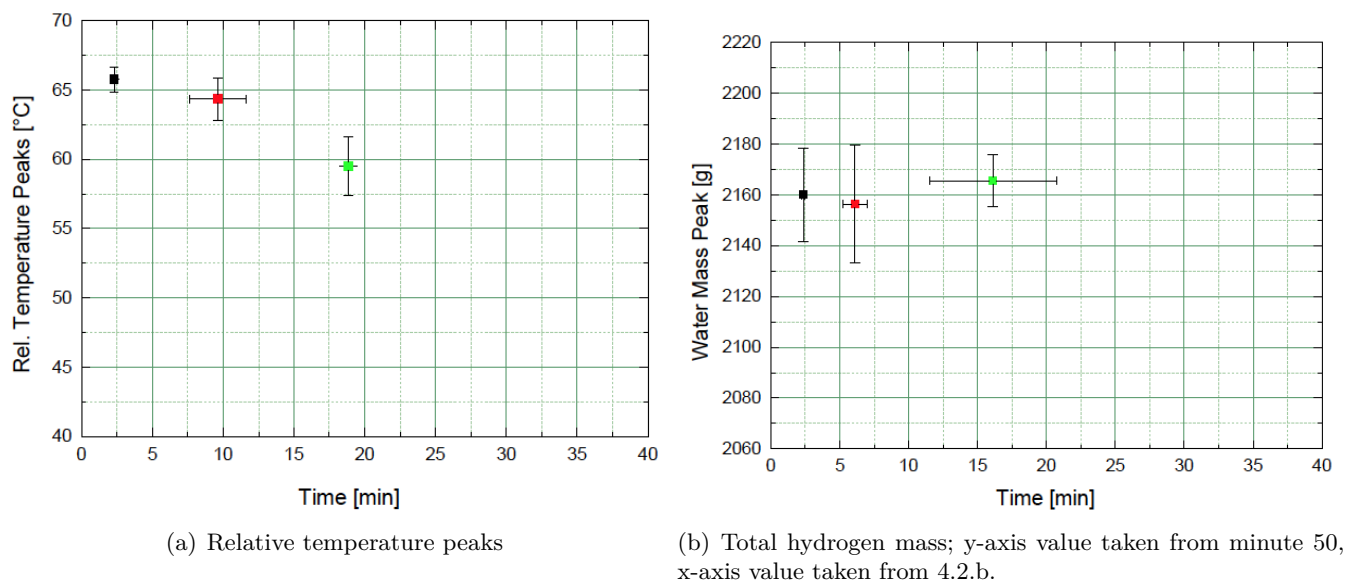 70
65
60
55
50
45
40
Rel. Temperature Peaks [°C]
0 5 10 15 20 25 30 35 40
Time [min]
(a) Relative temperature peaks
2220
2200
2180
2160
2140
2120
2100
2080
2060
Water Mass Peak [g]
0 5 10 15 20 25 30 35 40
Time [min]
(b) Total hydrogen mass; y-axis value taken from minute 50,
x-axis value taken from 4.2.b.